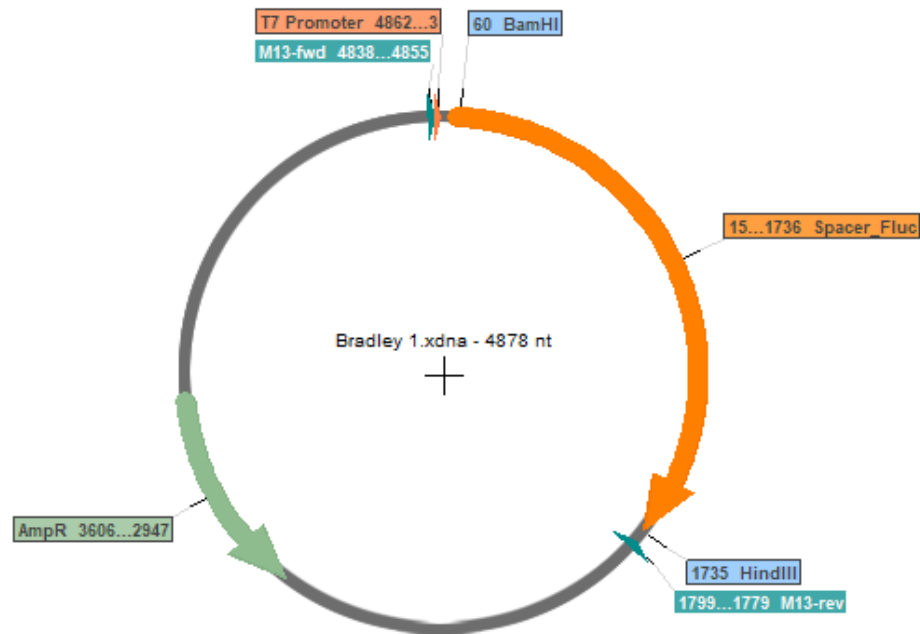 T7 Promoter 4862...3
60 BamHI
M13-fwd 4838...4855
15...1736 Spacer_Fluc
Bradley 1.xdna - 4878 nt
AmpR 3606...2947
1735 HindIII
1799...1779 M13-rev